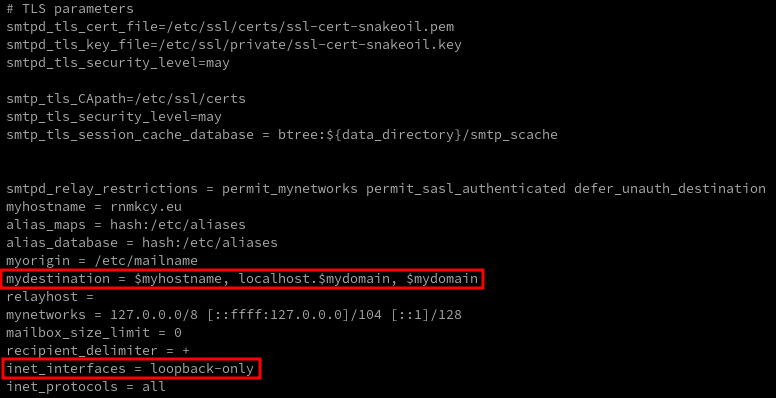 # TLS parameters
smtpd_tls_cert_file=/etc/ssl/certs/ssl-cert-snakeoil.pem
smtpd_tls_key_file=/etc/ssl/private/ssl-cert-snakeoil.key
smtpd_tls_security_level=may
smtp_tls_CApath=/etc/ssl/certs
smtp_tls_security_level=may
smtp_tls_session_cache_database = btree:${data_directory}/smtp_scache
smtpd_relay_restrictions = permit_mynetworks permit_sasl_authenticated defer_unauth_destination
myhostname = rnmkcy.eu
alias_maps = hash:/etc/aliases
alias_database = hash:/etc/aliases
myorigin = /etc/mailname
mydestination = $myhostname, localhost.$mydomain, $mydomain
relayhost =
mynetworks = 127.0.0.0/8 [::ffff:127.0.0.0]/104 [::1]/128
mailbox_size_limit = 0
recipient_delimiter = +
inet_interfaces = loopback-only
inet_protocols = all